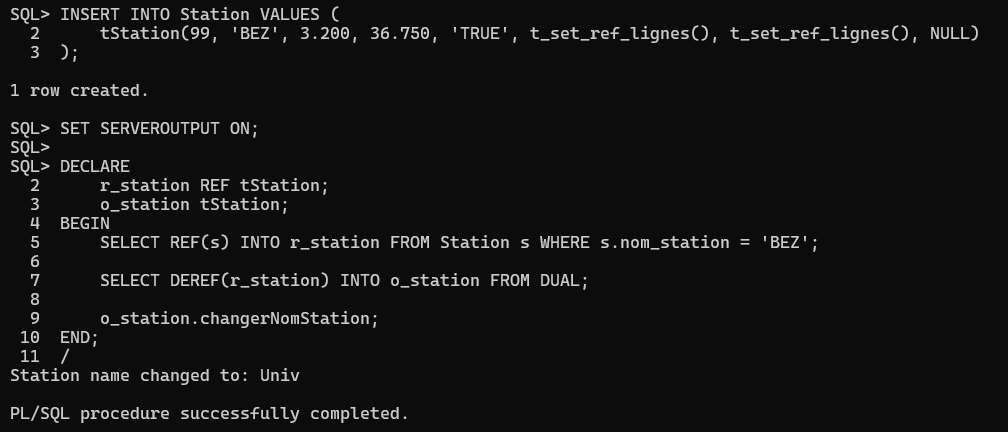 SQL> INSERT INTO Station VALUES (
  2      tStation(99, 'BEZ', 3.200, 36.750, 'TRUE', t_set_ref_lignes(), t_set_ref_lignes(), NULL)
  3  );

1 row created.

SQL> SET SERVEROUTPUT ON;
SQL>
SQL> DECLARE
  2      r_station REF tStation;
  3      o_station tStation;
  4  BEGIN
  5      SELECT REF(s) INTO r_station FROM Station s WHERE s.nom_station = 'BEZ';
  6
  7      SELECT DEREF(r_station) INTO o_station FROM DUAL;
  8
  9      o_station.changerNomStation;
 10  END;
 11  /
Station name changed to: Univ

PL/SQL procedure successfully completed.